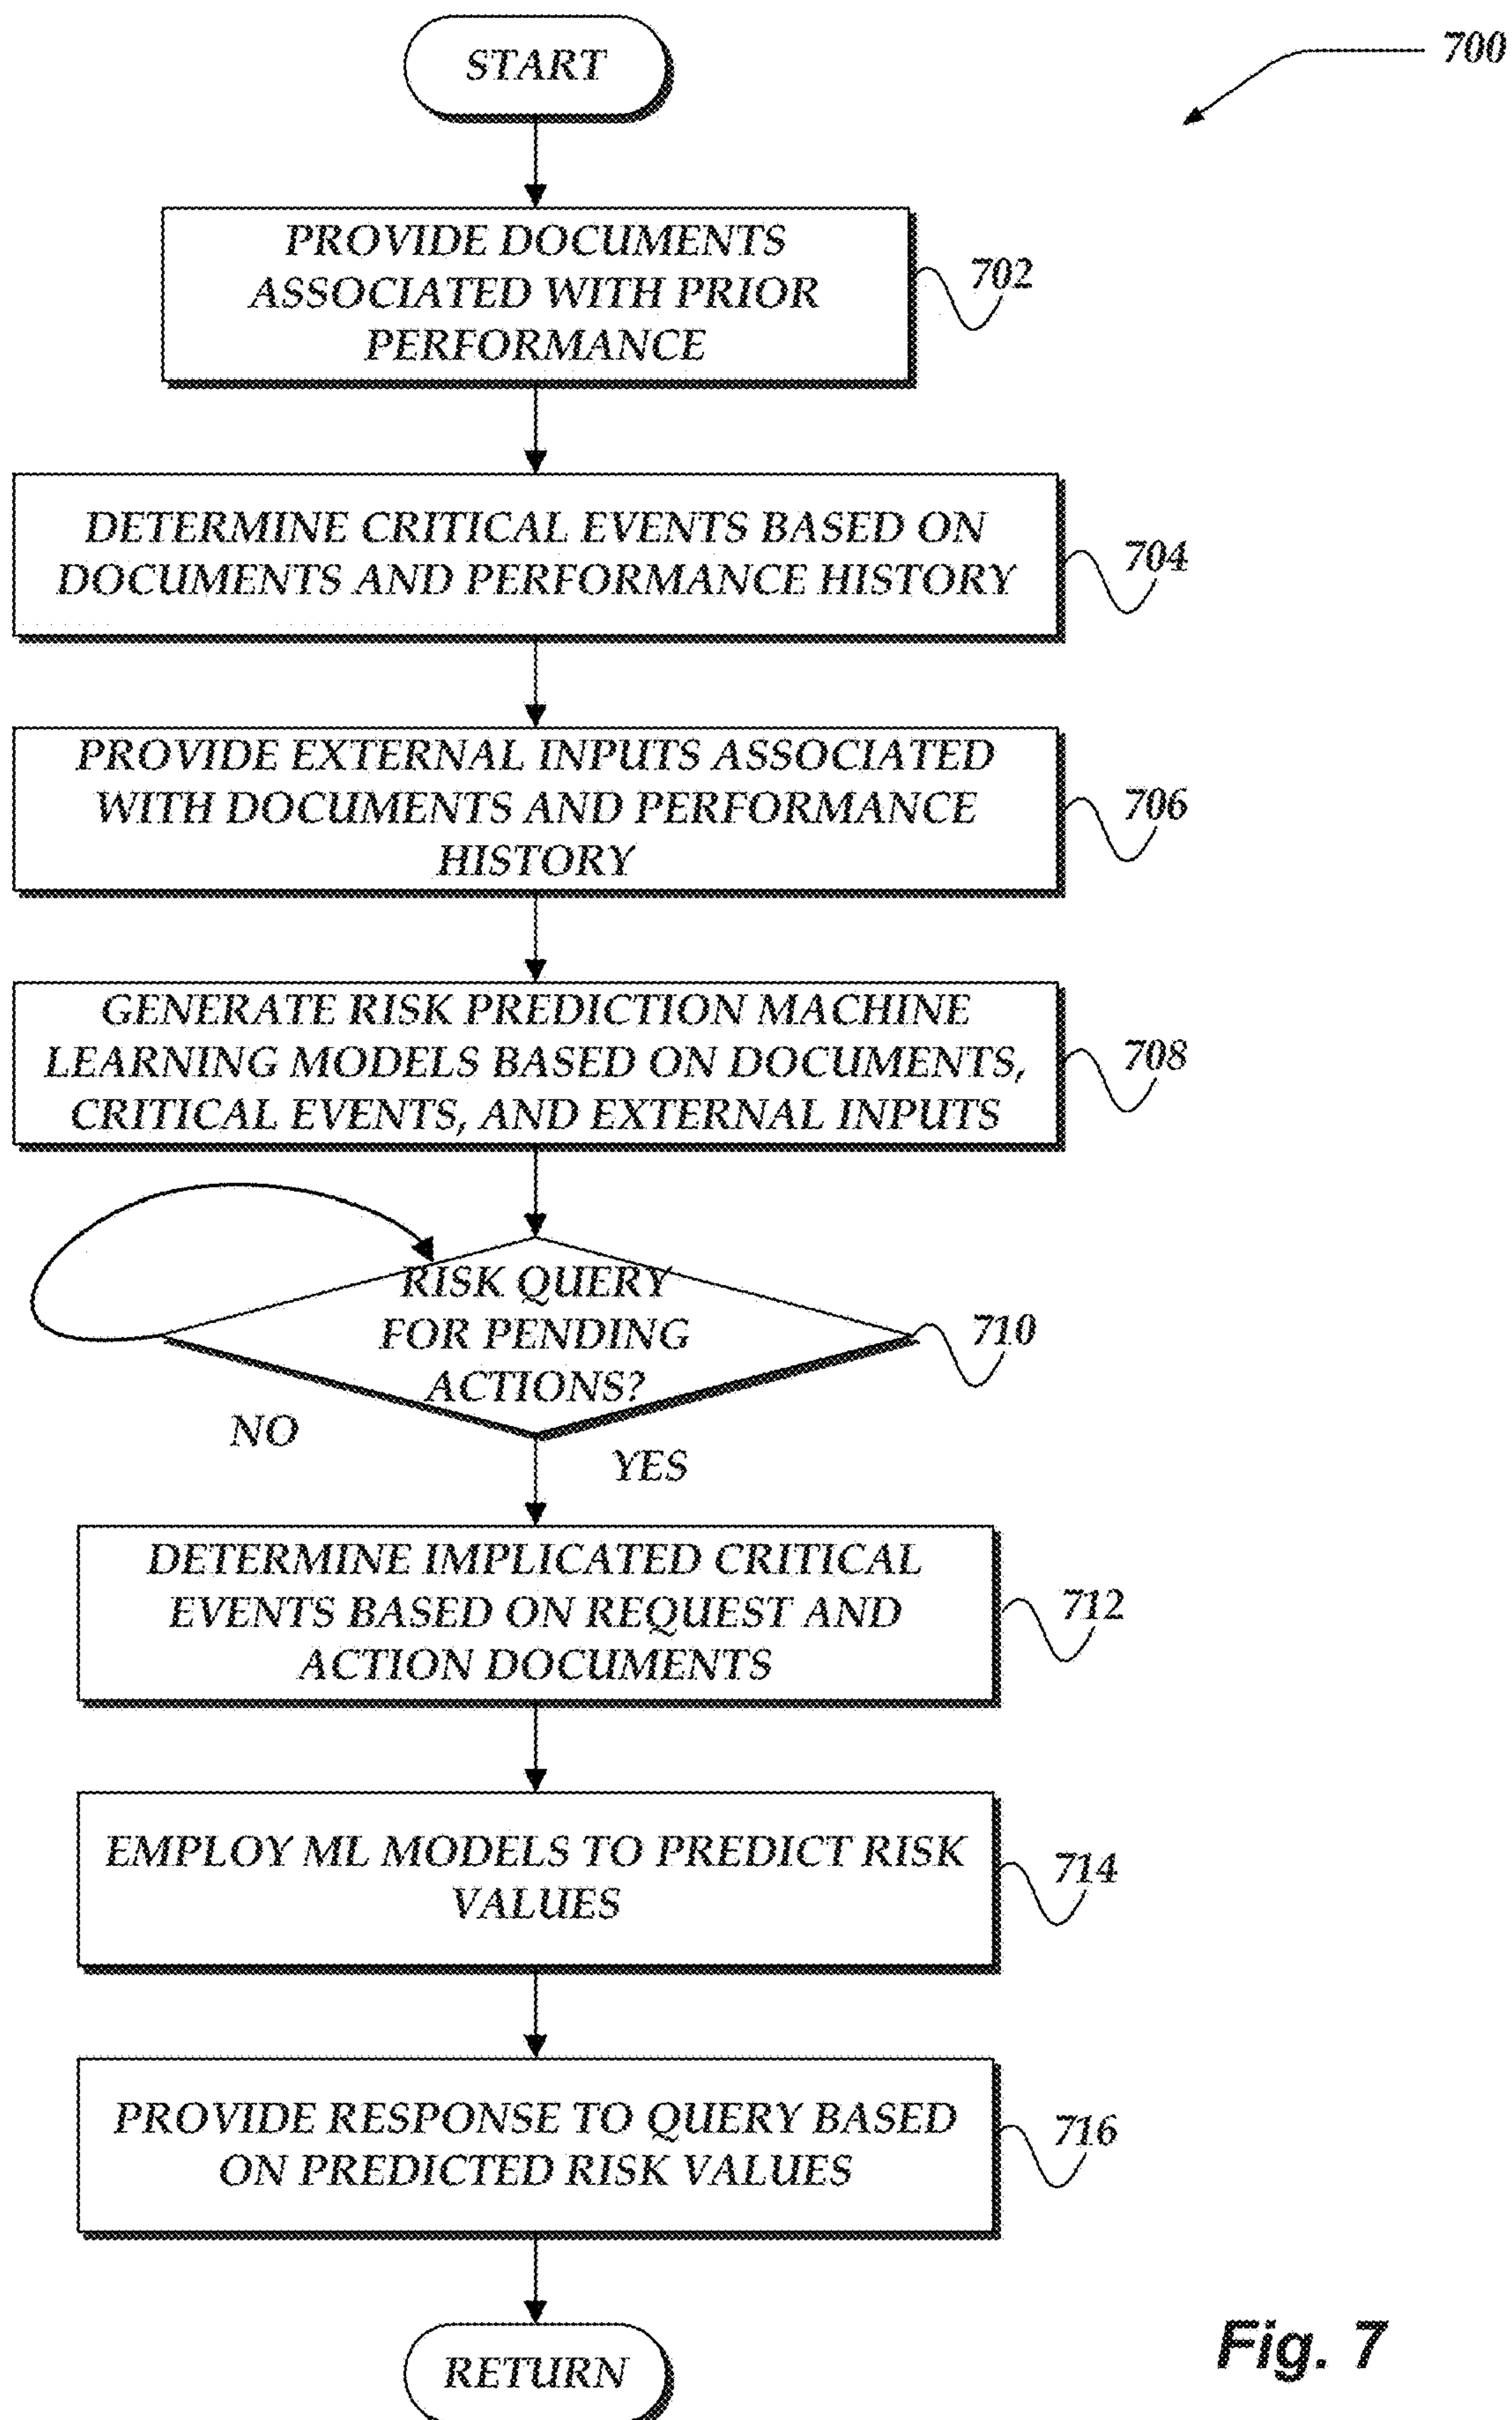 START
700
PROVIDE DOCUMENTS
ASSOCIATED WITH PRIOR
PERFORMANCE
702
DETERMINE CRITICAL EVENTS BASED ON
DOCUMENTS AND PERFORMANCE HISTORY
704
PROVIDE EXTERNAL INPUTS ASSOCIATED
WITH DOCUMENTS AND PERFORMANCE
HISTORY
706
GENERATE RISK PREDICTION MACHINE
LEARNING MODELS BASED ON DOCUMENTS,
CRITICAL EVENTS, AND EXTERNAL INPUTS
708
RISK QUERY
FOR PENDING
ACTIONS?
710
NO
YES
DETERMINE IMPLICATED CRITICAL
EVENTS BASED ON REQUEST AND
ACTION DOCUMENTS
712
EMPLOY ML MODELS TO PREDICT RISK
VALUES
714
PROVIDE RESPONSE TO QUERY BASED
ON PREDICTED RISK VALUES
716
RETURN
Fig. 7